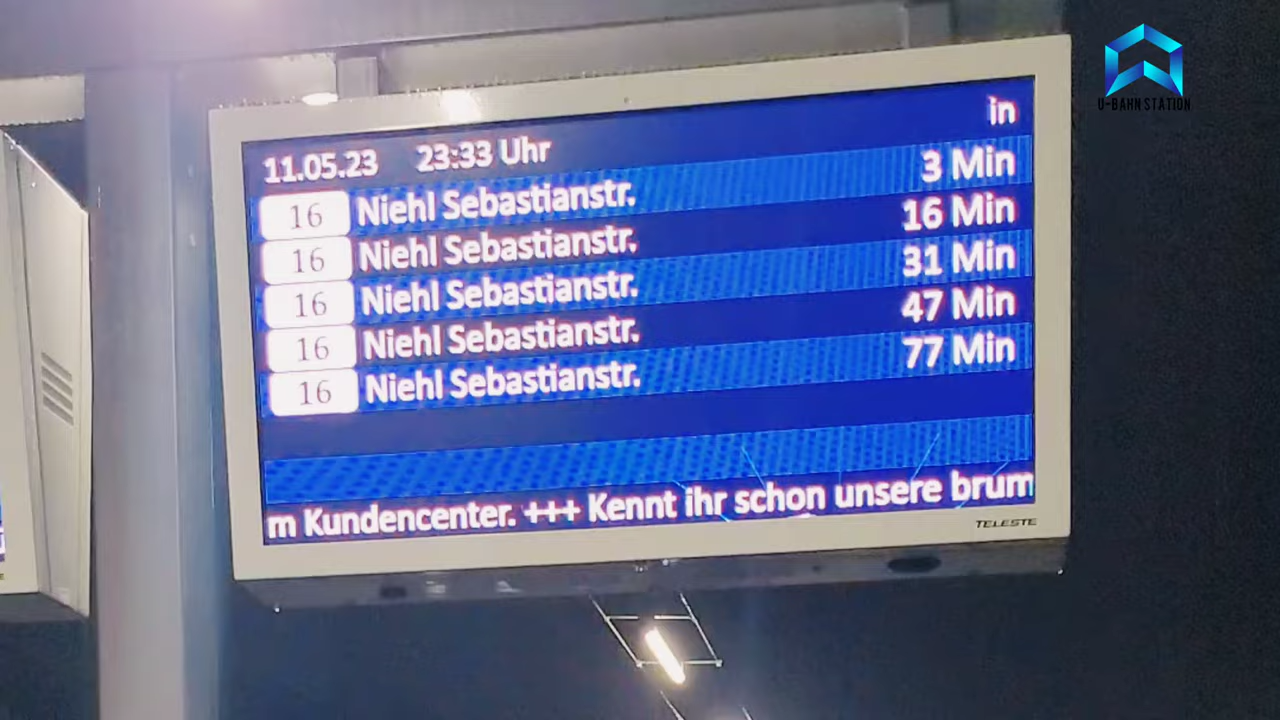 in
11.05.23 23:33 Uhr
16 Niehl Sebastianstr. 3 Min
16 Niehl Sebastianstr. 16 Min
16 Niehl Sebastianstr. 31 Min
16 Niehl Sebastianstr. 47 Min
16 Niehl Sebastianstr. 77 Min
m Kundencenter. +++ Kennt ihr schon unsere brum
TELESTE
U-BAHN STATION